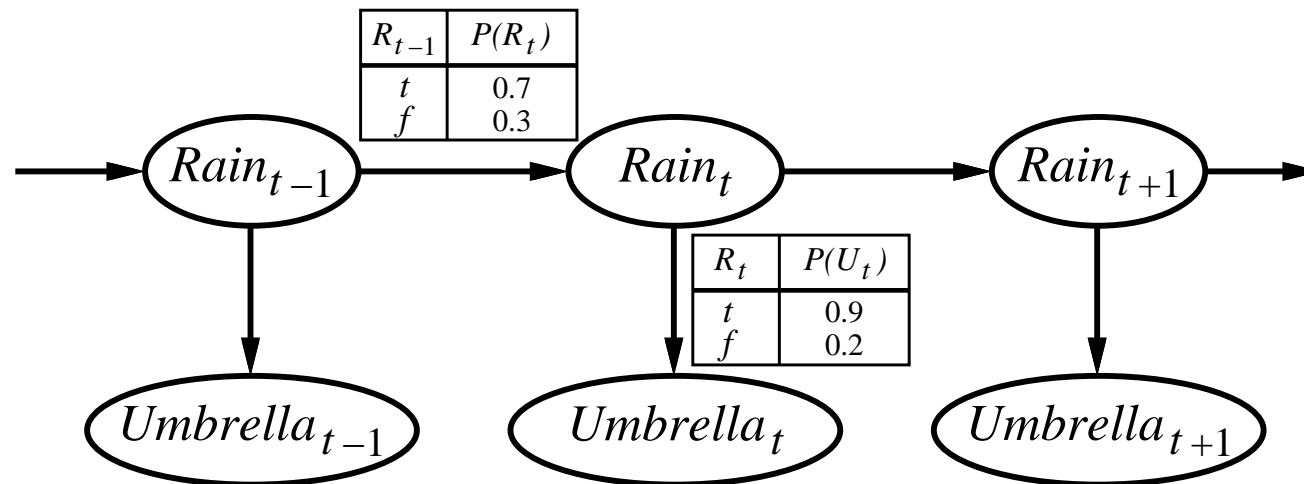 R_{t-1} P(R_t)
t 0.7
f 0.3
Rain_{t-1} Rain_t Rain_{t+1}
R_t P(U_t)
t 0.9
f 0.2
Umbrella_{t-1} Umbrella_t Umbrella_{t+1}